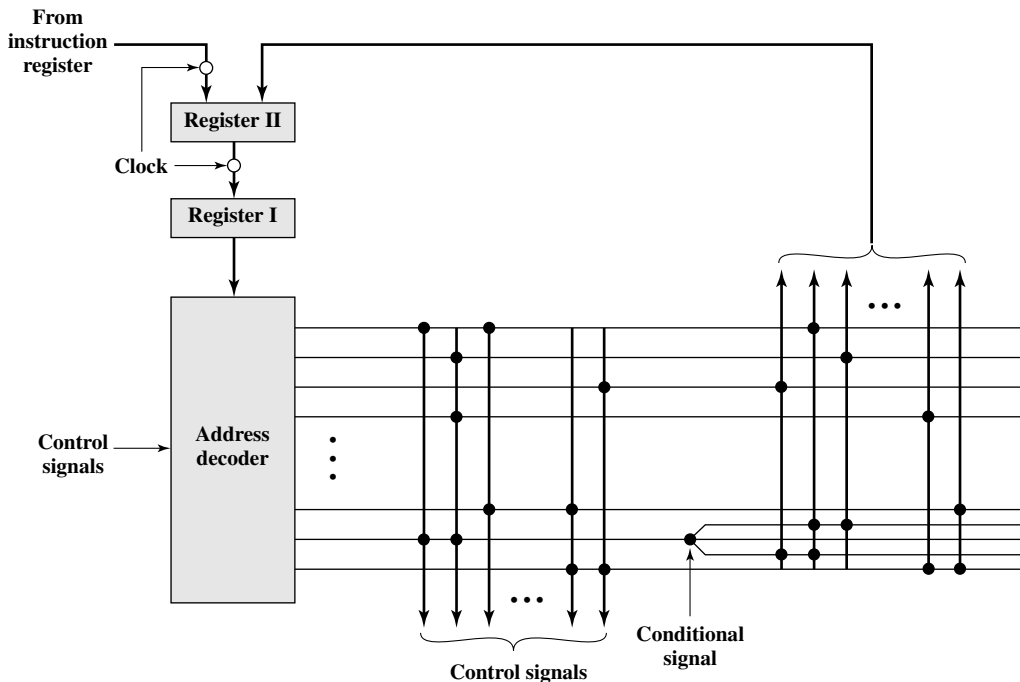 From
instruction
register
Register II
Clock
Register I
Control
signals
Address
decoder
Conditional
signal
Control signals